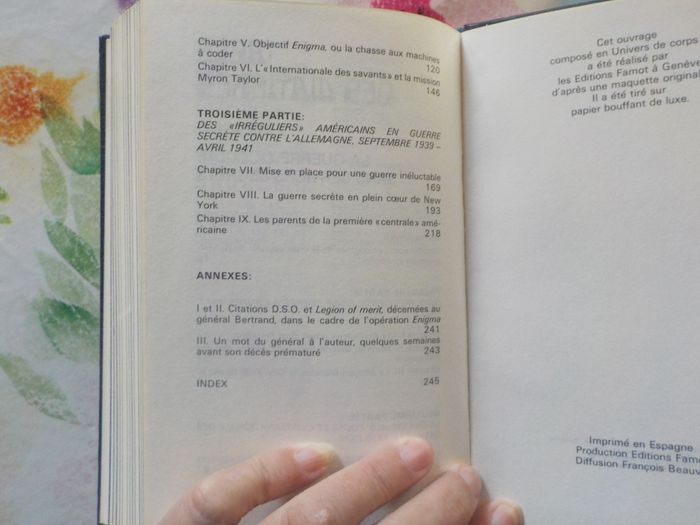 Chapitre V. Objectif Enigma, ou la chasse aux machines
à coder 120
Chapitre VI. L'«Internationale des savants» et la mission
Myron Taylor 146
TROISIÈME PARTIE:
DES «IRRÉGULIERS» AMÉRICAINS EN GUERRE
SECRÈTE CONTRE L'ALLEMAGNE, SEPTEMBRE 1939 –
AVRIL 1941
Chapitre VII. Mise en place pour une guerre inéluctable
169
Chapitre VIII. La guerre secrète en plein cœur de New
York 193
Chapitre IX. Les parents de la première «centrale» amé-
ricaine 218
ANNEXES:
I et II. Citations D.S.O. et Legion of merit, décernées au
général Bertrand, dans le cadre de l'opération Enigma
241
III. Un mot du général à l'auteur, quelques semaines
avant son décès prématuré 243
INDEX 245
Cet ouvrage
composé en Univers de corps
a été réalisé par
les Editions Famot à Genève
d'après une maquette original
Il a été tiré sur
papier bouffant de luxe.
Imprimé en Espagne
Production Editions Famo
Diffusion François Beauv